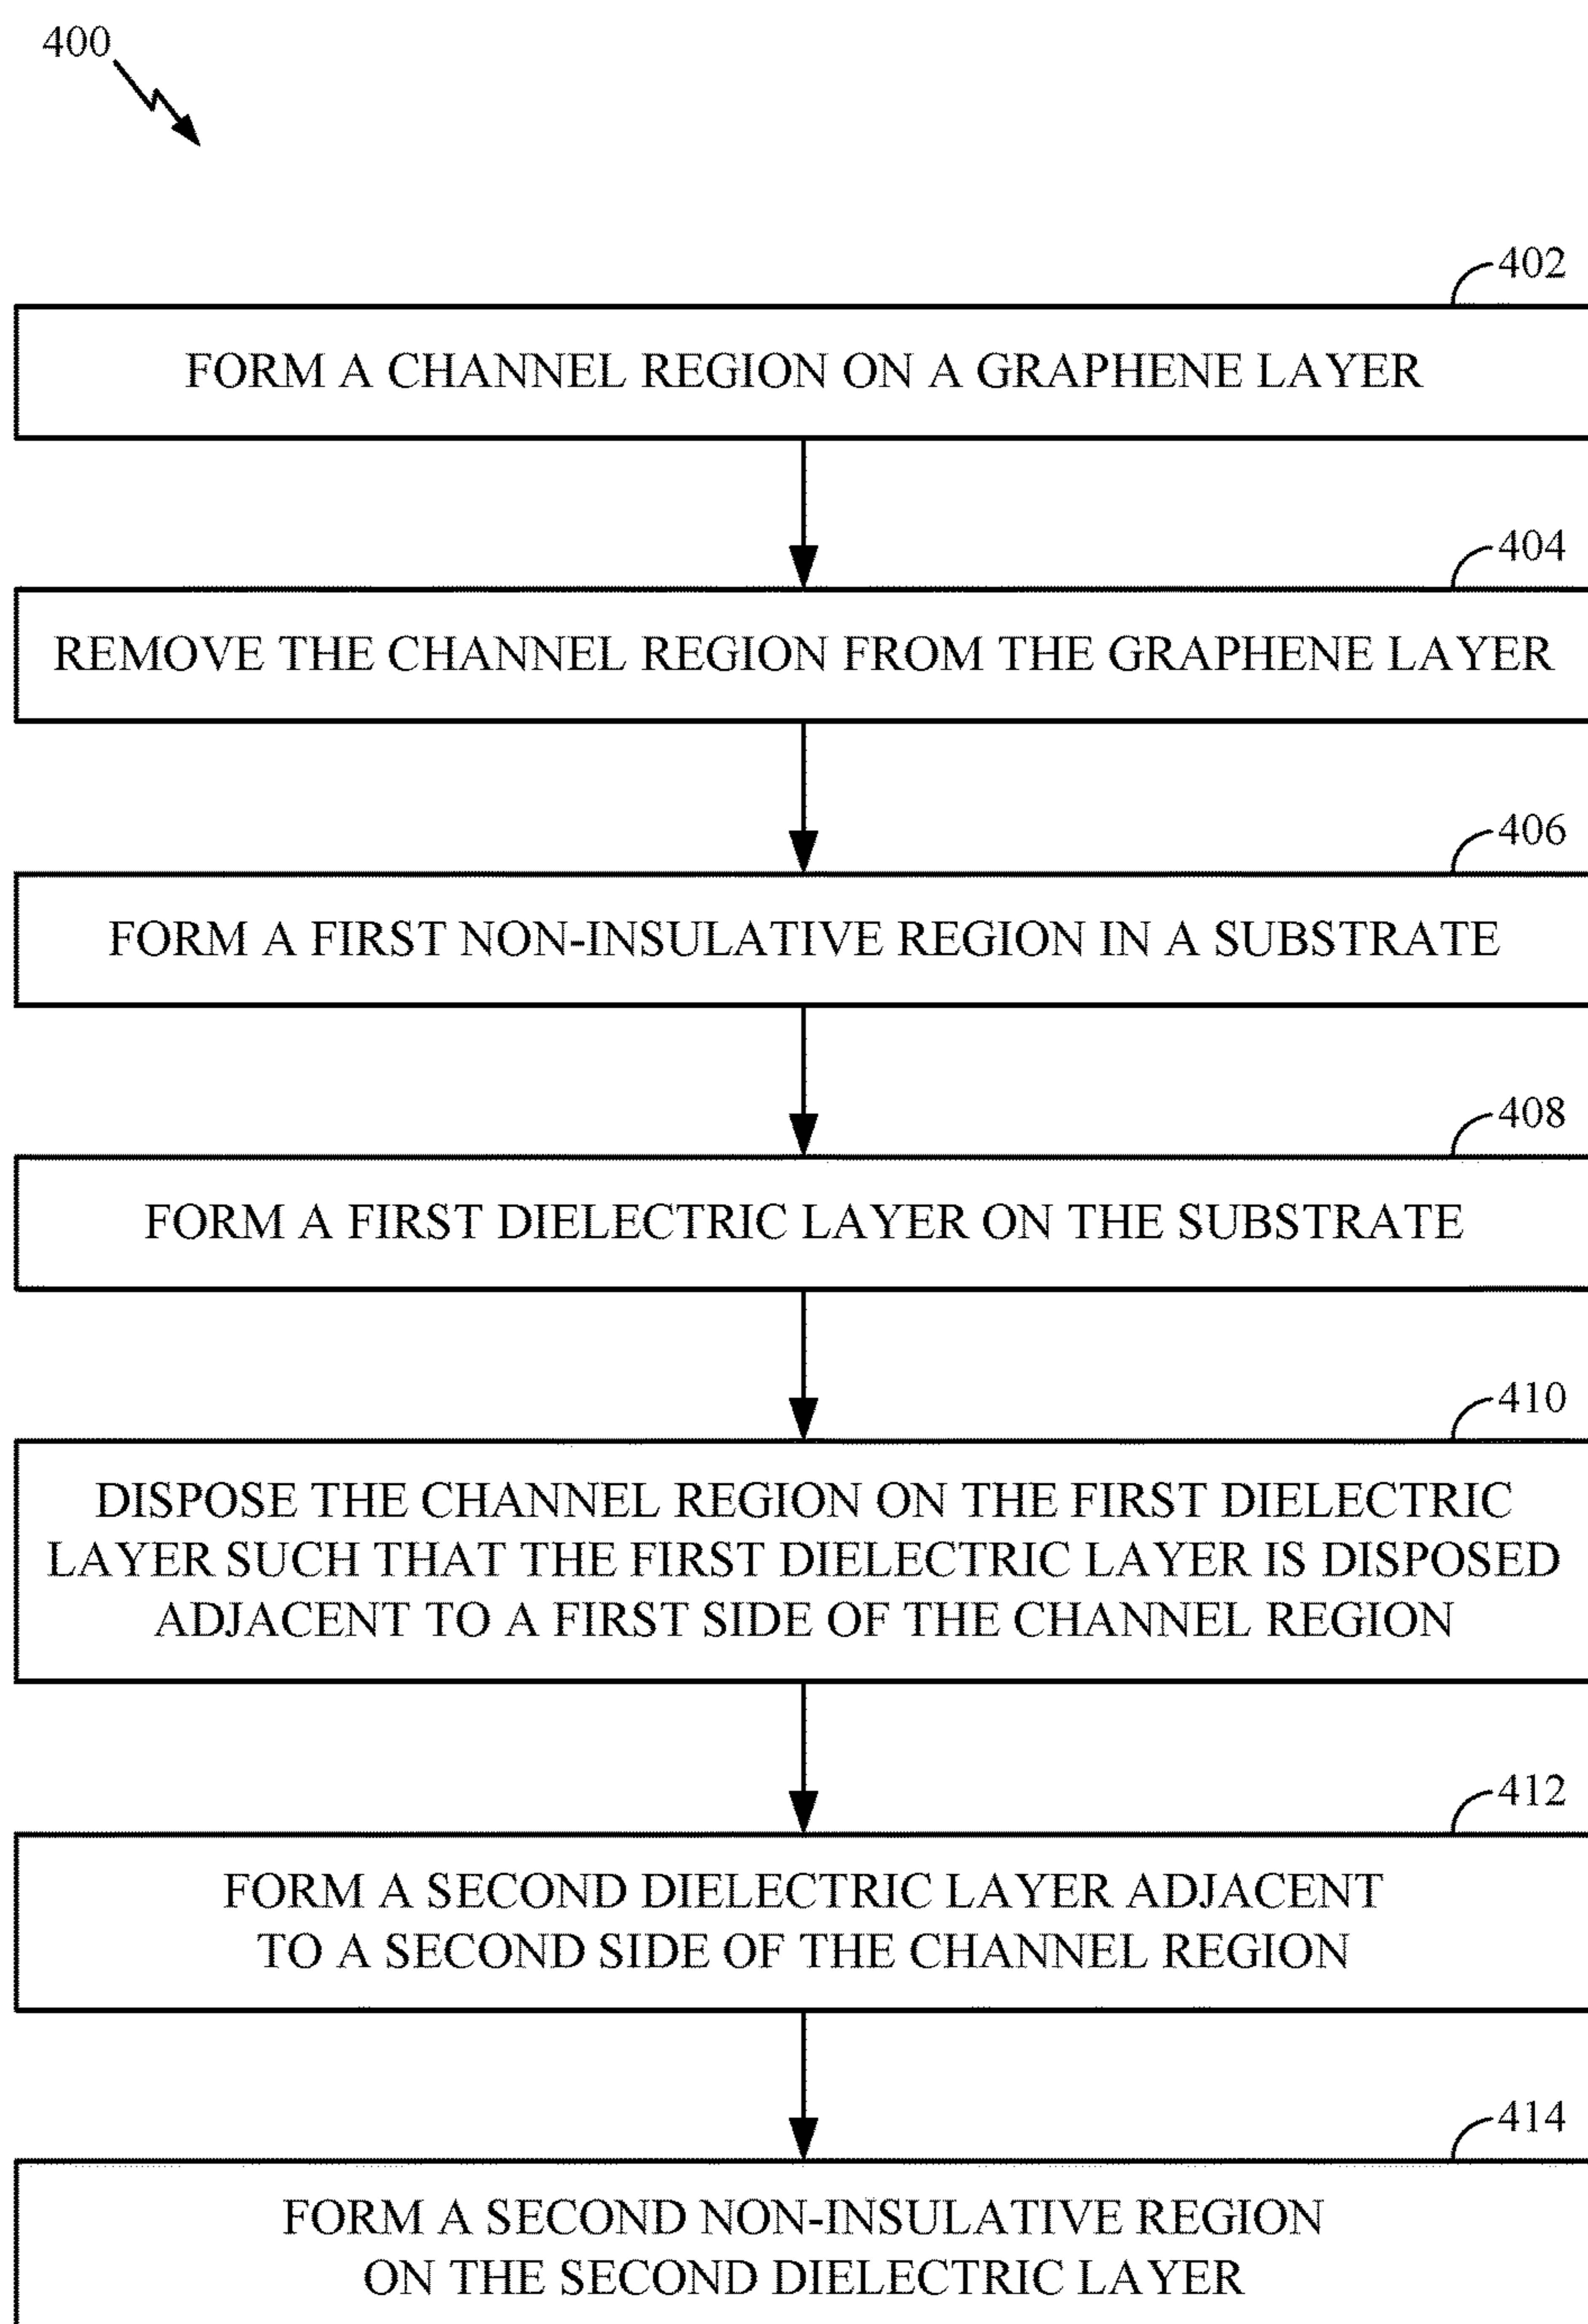 400
402
FORM A CHANNEL REGION ON A GRAPHENE LAYER
404
REMOVE THE CHANNEL REGION FROM THE GRAPHENE LAYER
406
FORM A FIRST NON-INSULATIVE REGION IN A SUBSTRATE
408
FORM A FIRST DIELECTRIC LAYER ON THE SUBSTRATE
410
DISPOSE THE CHANNEL REGION ON THE FIRST DIELECTRIC
LAYER SUCH THAT THE FIRST DIELECTRIC LAYER IS DISPOSED
ADJACENT TO A FIRST SIDE OF THE CHANNEL REGION
412
FORM A SECOND DIELECTRIC LAYER ADJACENT
TO A SECOND SIDE OF THE CHANNEL REGION
414
FORM A SECOND NON-INSULATIVE REGION
ON THE SECOND DIELECTRIC LAYER